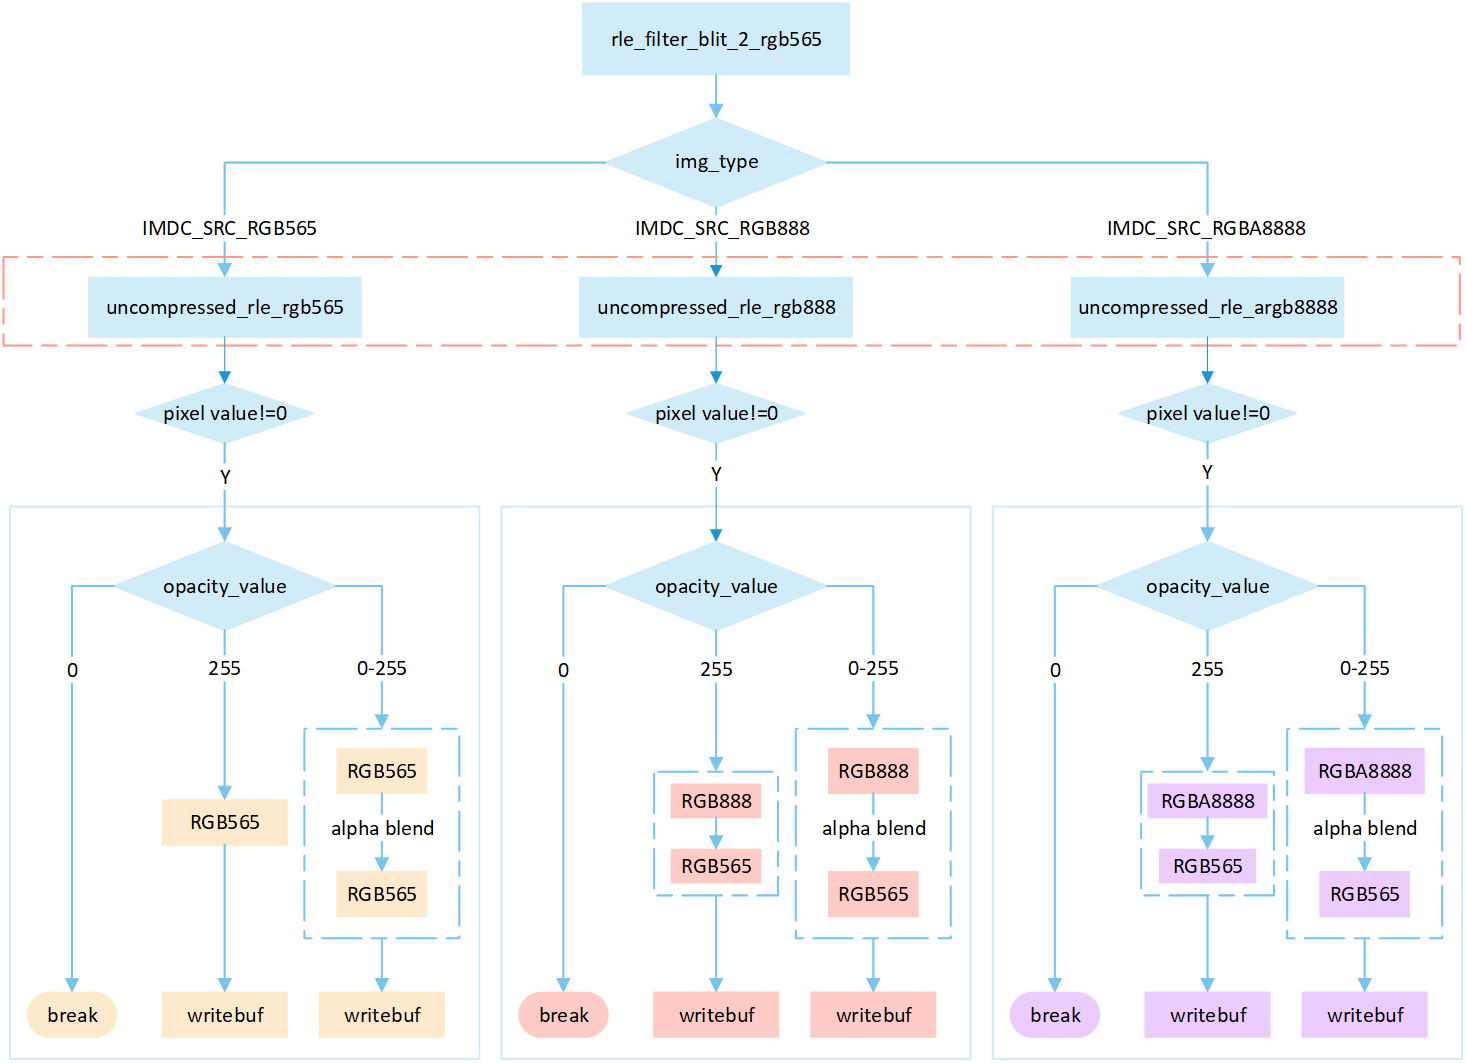 rle_filter_blit_2_rgb565
img_type
IMDC_SRC_RGB565
IMDC_SRC_RGB888
IMDC_SRC_RGBA8888
uncompressed_rle_rgb565
uncompressed_rle_rgb888
uncompressed_rle_argb8888
pixel value!=0
pixel value!=0
pixel value!=0
Y
Y
Y
opacity_value
0
255
0-255
RGB565
RGB565
alpha blend
RGB565
break
writebuf
writebuf
opacity_value
0
255
0-255
RGB888
RGB565
RGB888
alpha blend
RGB565
break
writebuf
writebuf
opacity_value
0
255
0-255
RGBA8888
RGB565
RGBA8888
alpha blend
RGB565
break
writebuf
writebuf